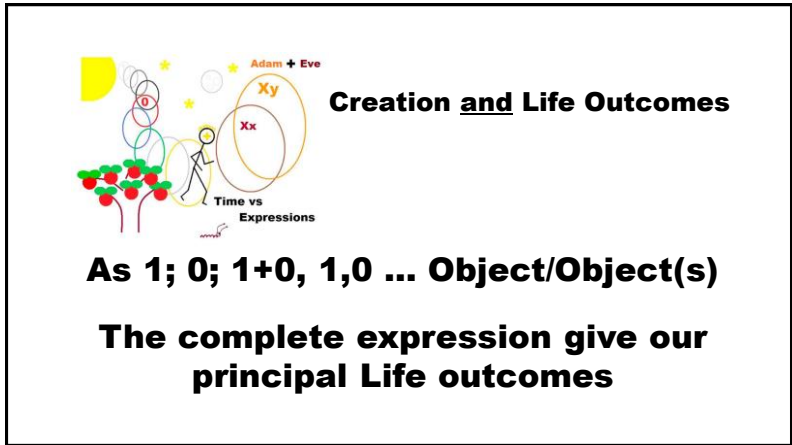 Adam + Eve
Xy
0
Xx
Creation and Life Outcomes
Time vs
Expressions
As 1; 0; 1+0, 1,0 ... Object/Object(s)
The complete expression give our
principal Life outcomes